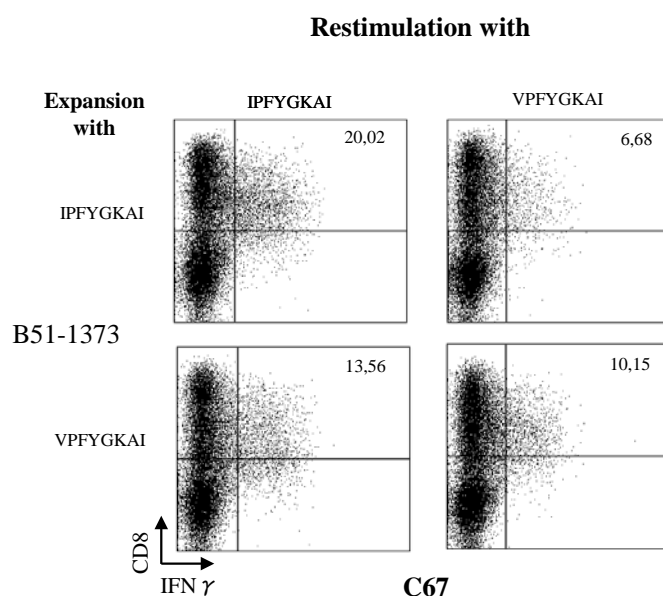 Restimulation with
Expansion
with
IPFYGKAI
VPFYGKAI
20,02
6,68
IPFYGKAI
B51-1373
13,56
10,15
VPFYGKAI
CD8
IFN γ
C67